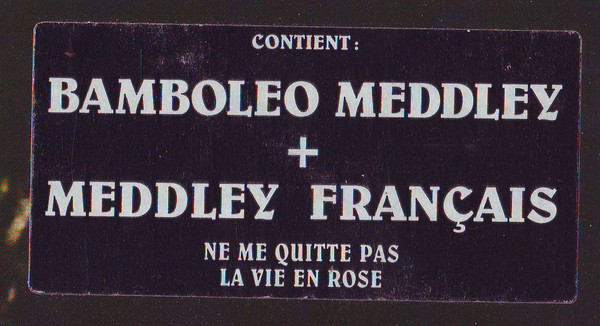 CONTIENT:
BAMBOLEO MEDDLEY
+
MEDDLEY FRANÇAIS
NE ME QUITTE PAS
LA VIE EN ROSE